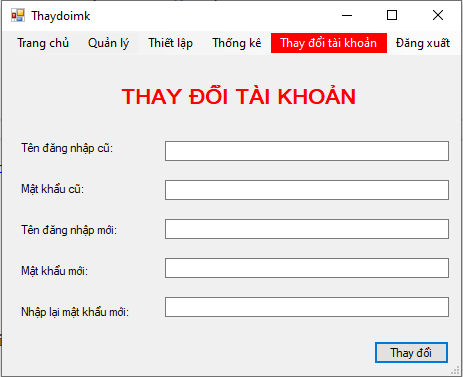 Thaydoimk
Trang chủ Quản lý Thiết lập Thống kê Thay đổi tài khoản Đăng xuất
THAY ĐỔI TÀI KHOẢN
Tên đăng nhập cũ:
Mật khẩu cũ:
Tên đăng nhập mới:
Mật khẩu mới:
Nhập lại mật khẩu mới:
Thay đổi